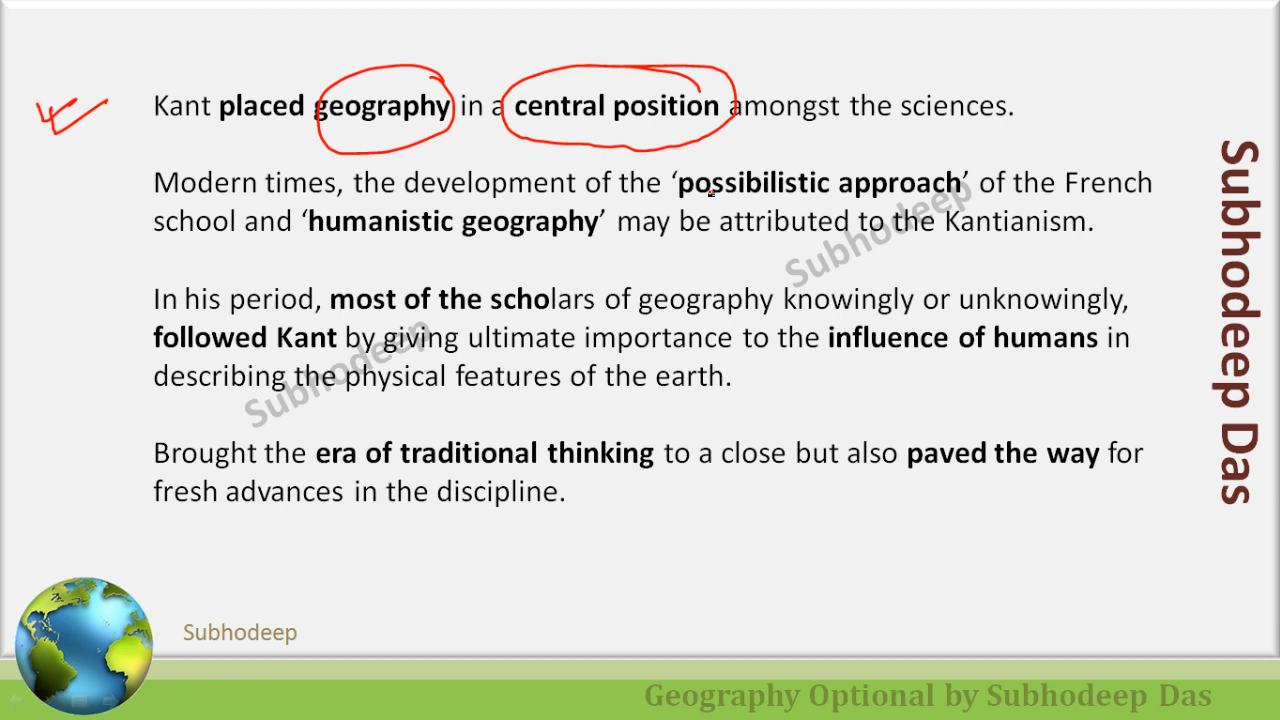 Kant placed geography in a central position amongst the sciences.
Modern times, the development of the ‘possibilistic approach’ of the French
school and ‘humanistic geography’ may be attributed to the Kantianism.
In his period, most of the scholars of geography knowingly or unknowingly,
followed Kant by giving ultimate importance to the influence of humans in
describing the physical features of the earth.
Brought the era of traditional thinking to a close but also paved the way for
fresh advances in the discipline.
Subhodeep
Subhodeep
Subhodeep Das
Subhodeep
Geography Optional by Subhodeep Das